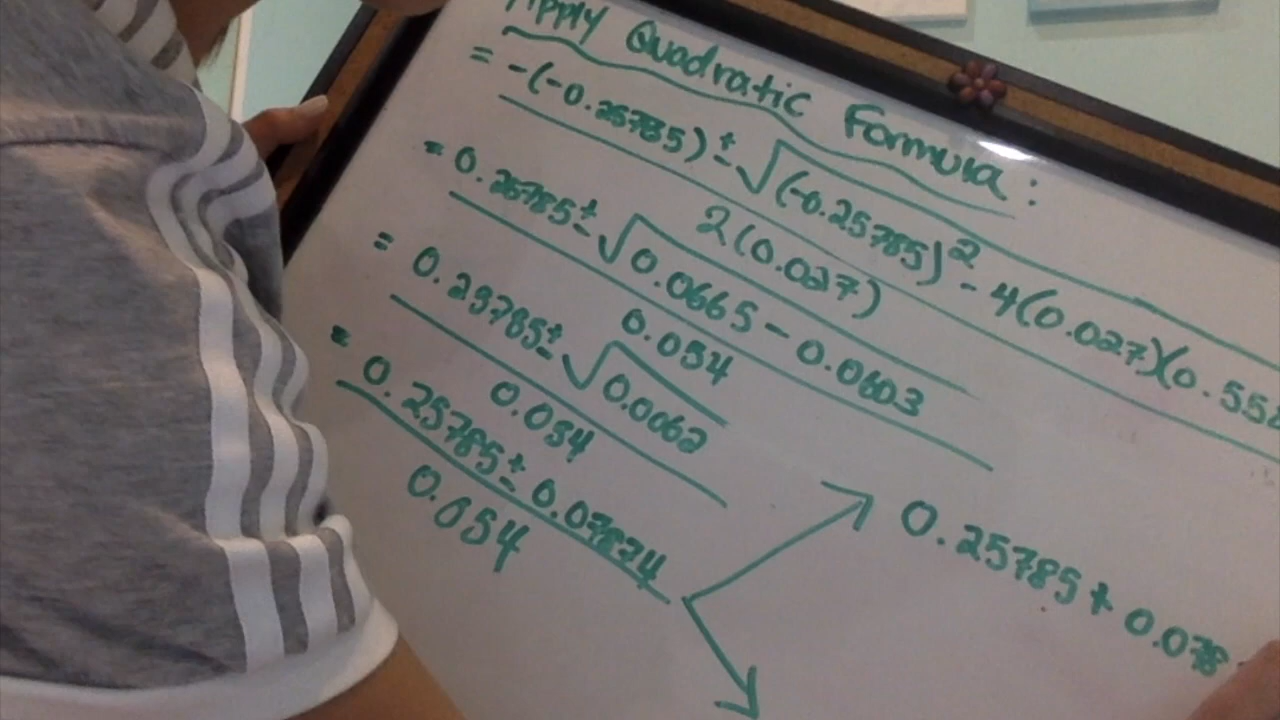 Apply Quadratic Formula:
= -(-0.25785) ± √(-0.25785)² - 4(0.027)(0.554
2(0.027)
= 0.25785 ± √0.0665 - 0.0603
0.054
= 0.25785 ± √0.0062
0.054
= 0.25785 ± 0.07874
0.054
0.25785 + 0.078